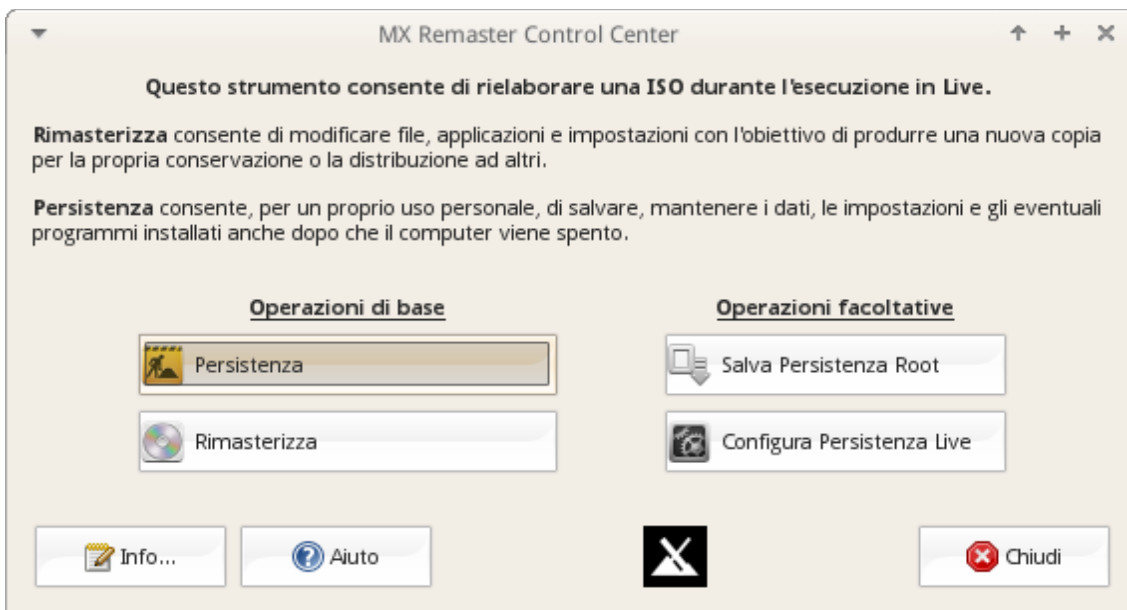 MX Remaster Control Center
Questo strumento consente di rielaborare una ISO durante l'esecuzione in Live.
Rimasterizza consente di modificare file, applicazioni e impostazioni con l'obiettivo di produrre una nuova copia
per la propria conservazione o la distribuzione ad altri.
Persistenza consente, per un proprio uso personale, di salvare, mantenere i dati, le impostazioni e gli eventuali
programmi installati anche dopo che il computer viene spento.
Operazioni di base
Operazioni facoltative
Persistenza
Salva Persistenza Root
Rimasterizza
Configura Persistenza Live
Info...
Aiuto
Chiudi